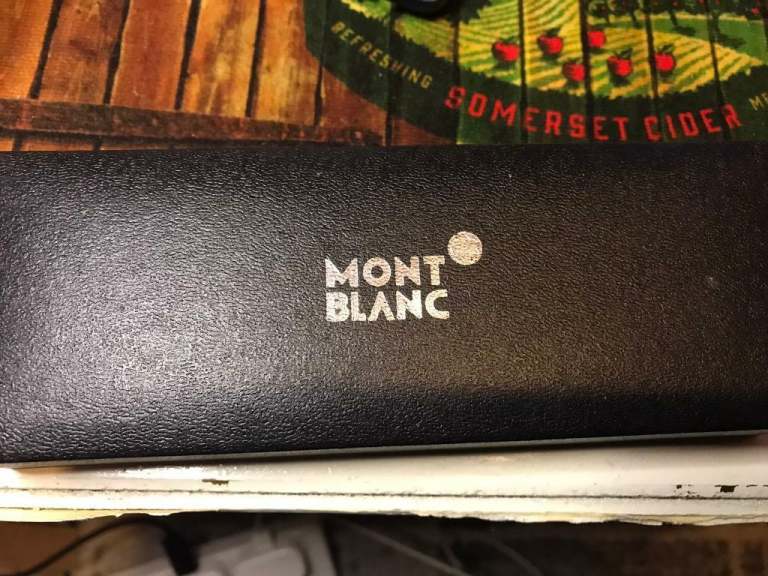 REFRESHING
SOMERSET CIDER
MONT
BLANC